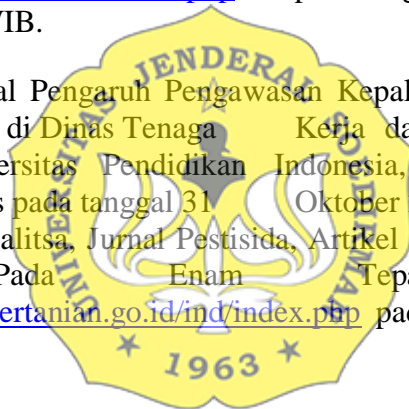 WIB.
al Pengaruh Pengawasan Kepal
di Dinas Tenaga Kerja da
ersitas Pendidikan Indonesia,
s pada tanggal 31 Oktober
alitsa, Jurnal Pestisida, Artikel
Pada Enam Tepa
ertanian.go.id/ind/index.php pad
UNIVERSITAS JENDERAL SOEDIRMAN
1963